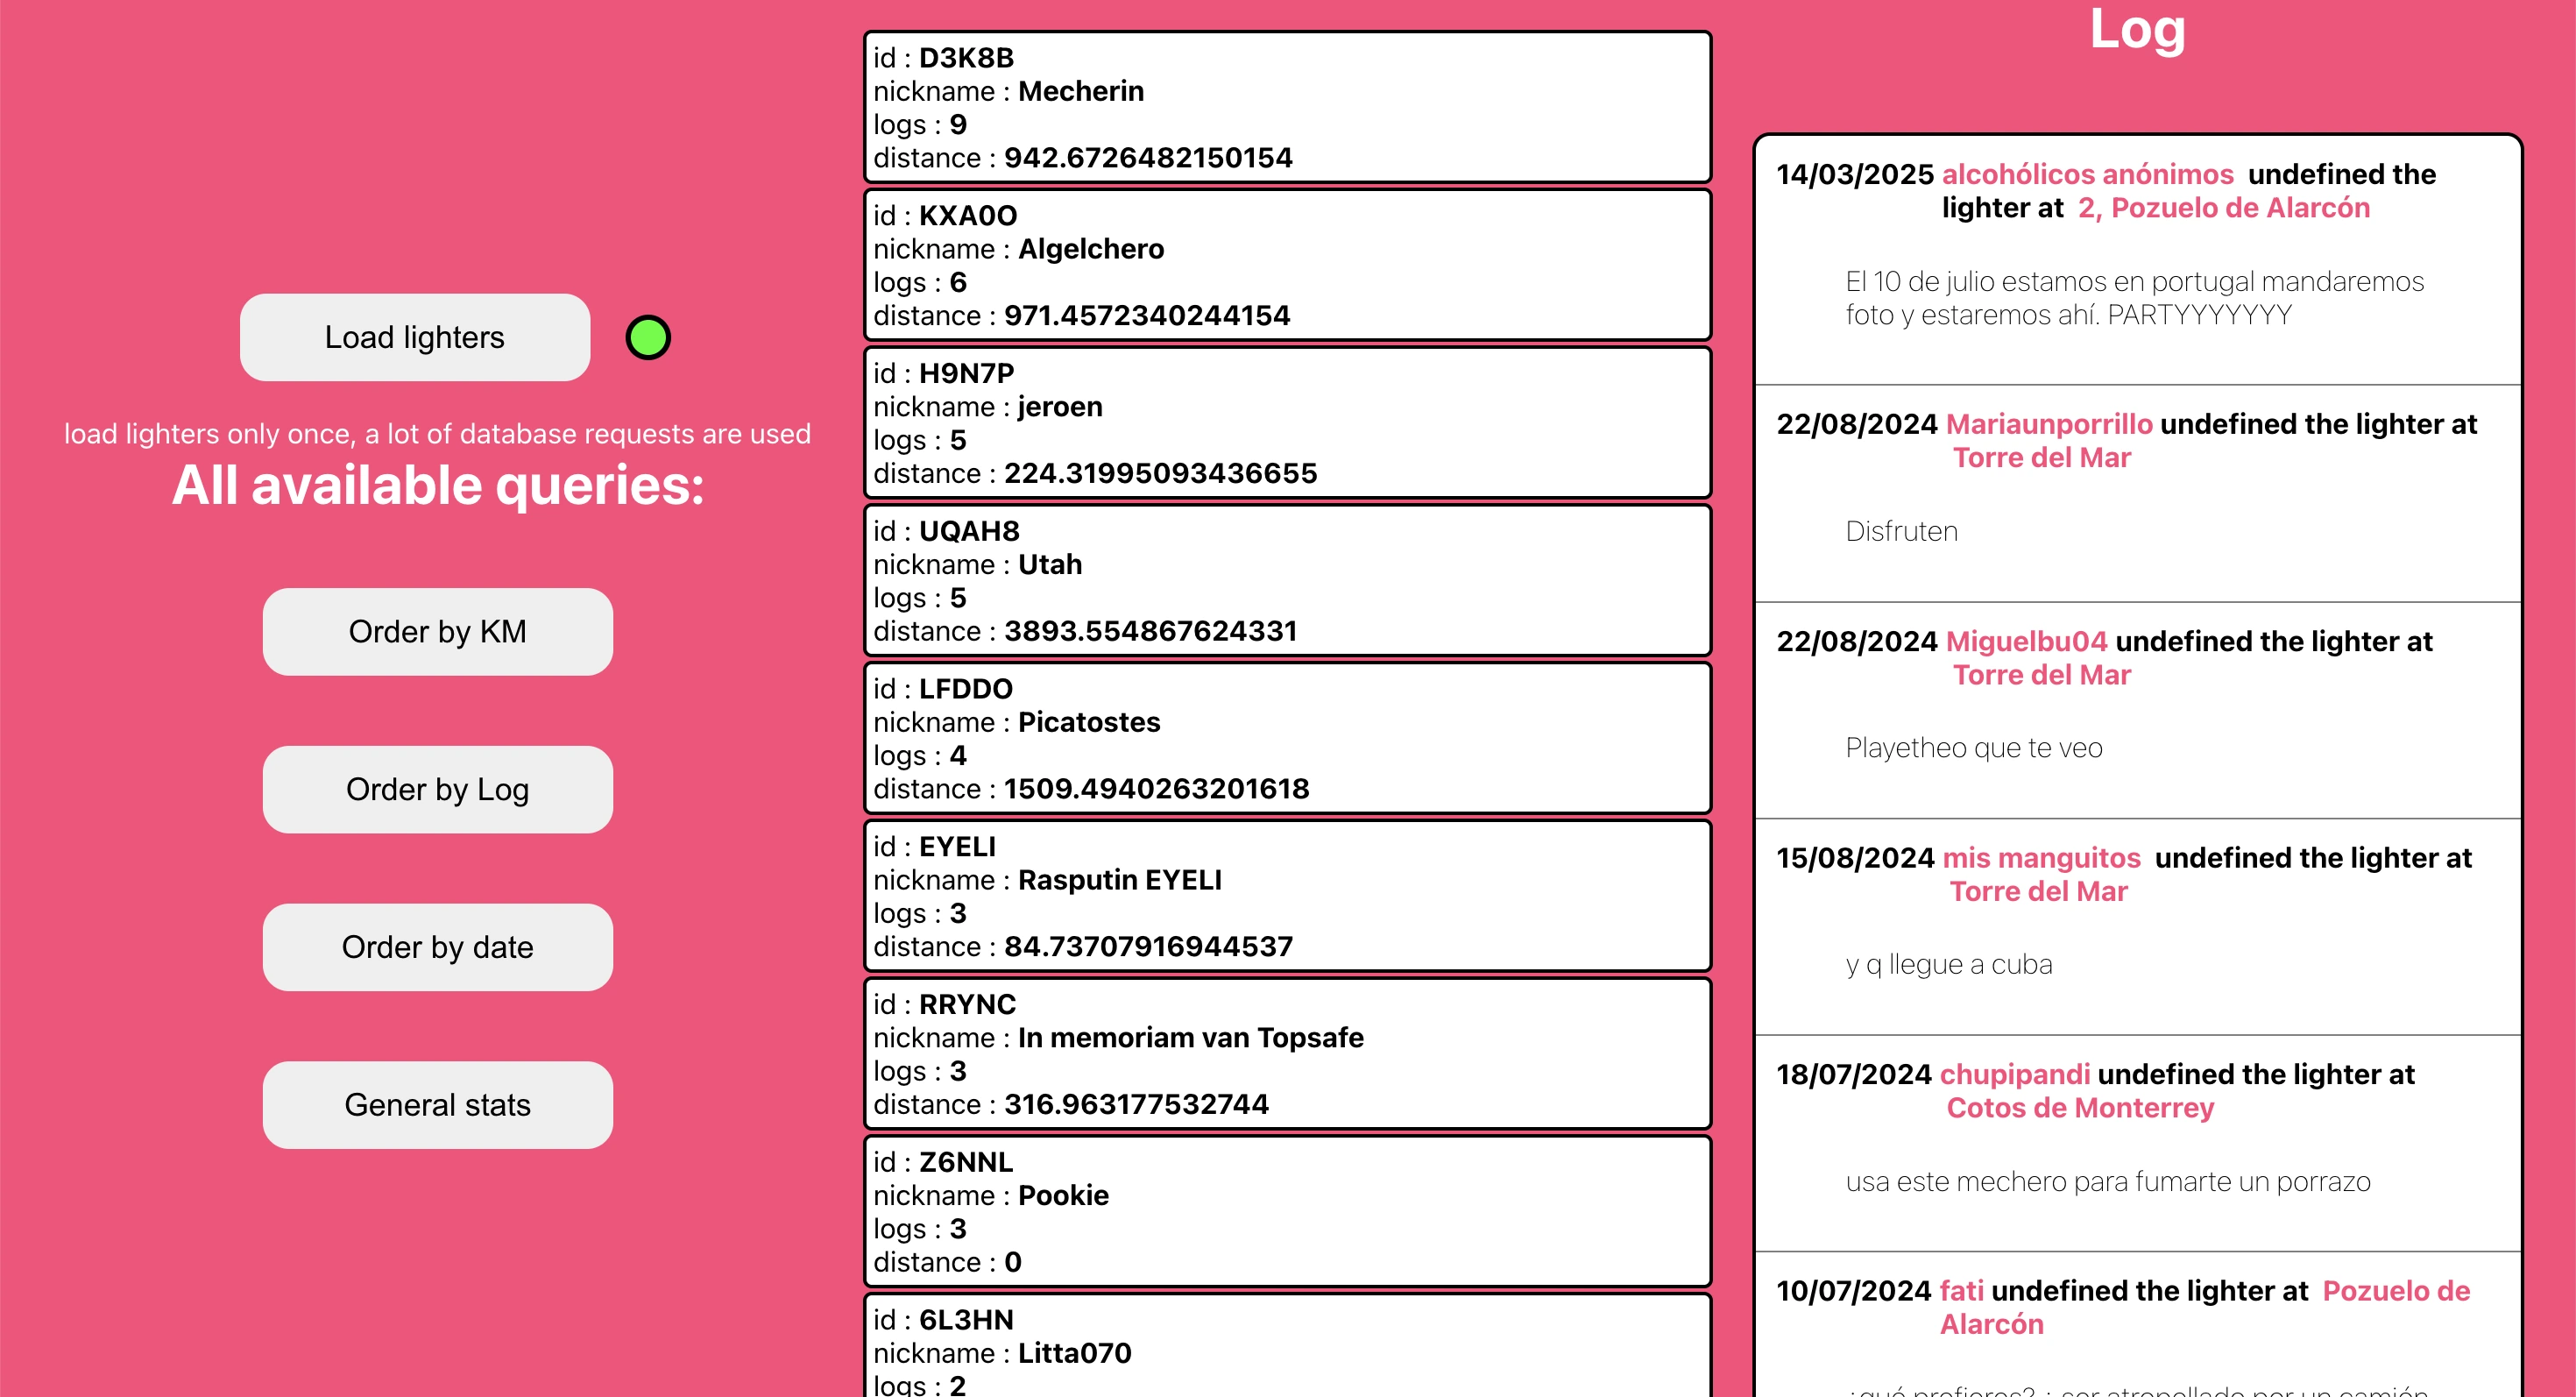 Load lighters
load lighters only once, a lot of database requests are used
All available queries:
Order by KM
Order by Log
Order by date
General stats
id : D3K8B
nickname : Mecherin
logs : 9
distance : 942.6726482150154
id : KXA0O
nickname : Algelchero
logs : 6
distance : 971.4572340244154
id : H9N7P
nickname : jeroen
logs : 5
distance : 224.31995093436655
id : UQAH8
nickname : Utah
logs : 5
distance : 3893.554867624331
id : LFDDO
nickname : Picatostes
logs : 4
distance : 1509.4940263201618
id : EYELI
nickname : Rasputin EYELI
logs : 3
distance : 84.73707916944537
id : RRYNC
nickname : In memoriam van Topsafe
logs : 3
distance : 316.963177532744
id : Z6NNL
nickname : Pookie
logs : 3
distance : 0
id : 6L3HN
nickname : Litta070
logs : 2
Log
14/03/2025 alcohólicos anónimos undefined the
lighter at 2, Pozuelo de Alarcón
El 10 de julio estamos en portugal mandaremos
foto y estaremos ahí. PARTYYYYYYY
22/08/2024 Mariaunporrillo undefined the lighter at
Torre del Mar
Disfruten
22/08/2024 Miguelbu04 undefined the lighter at
Torre del Mar
Playetheo que te veo
15/08/2024 mis manguitos undefined the lighter at
Torre del Mar
y q llegue a cuba
18/07/2024 chupipandi undefined the lighter at
Cotos de Monterrey
usa este mechero para fumarte un porrazo
10/07/2024 fati undefined the lighter at Pozuelo de
Alarcón
¿qué prefieres? : ser atropellado por un camión